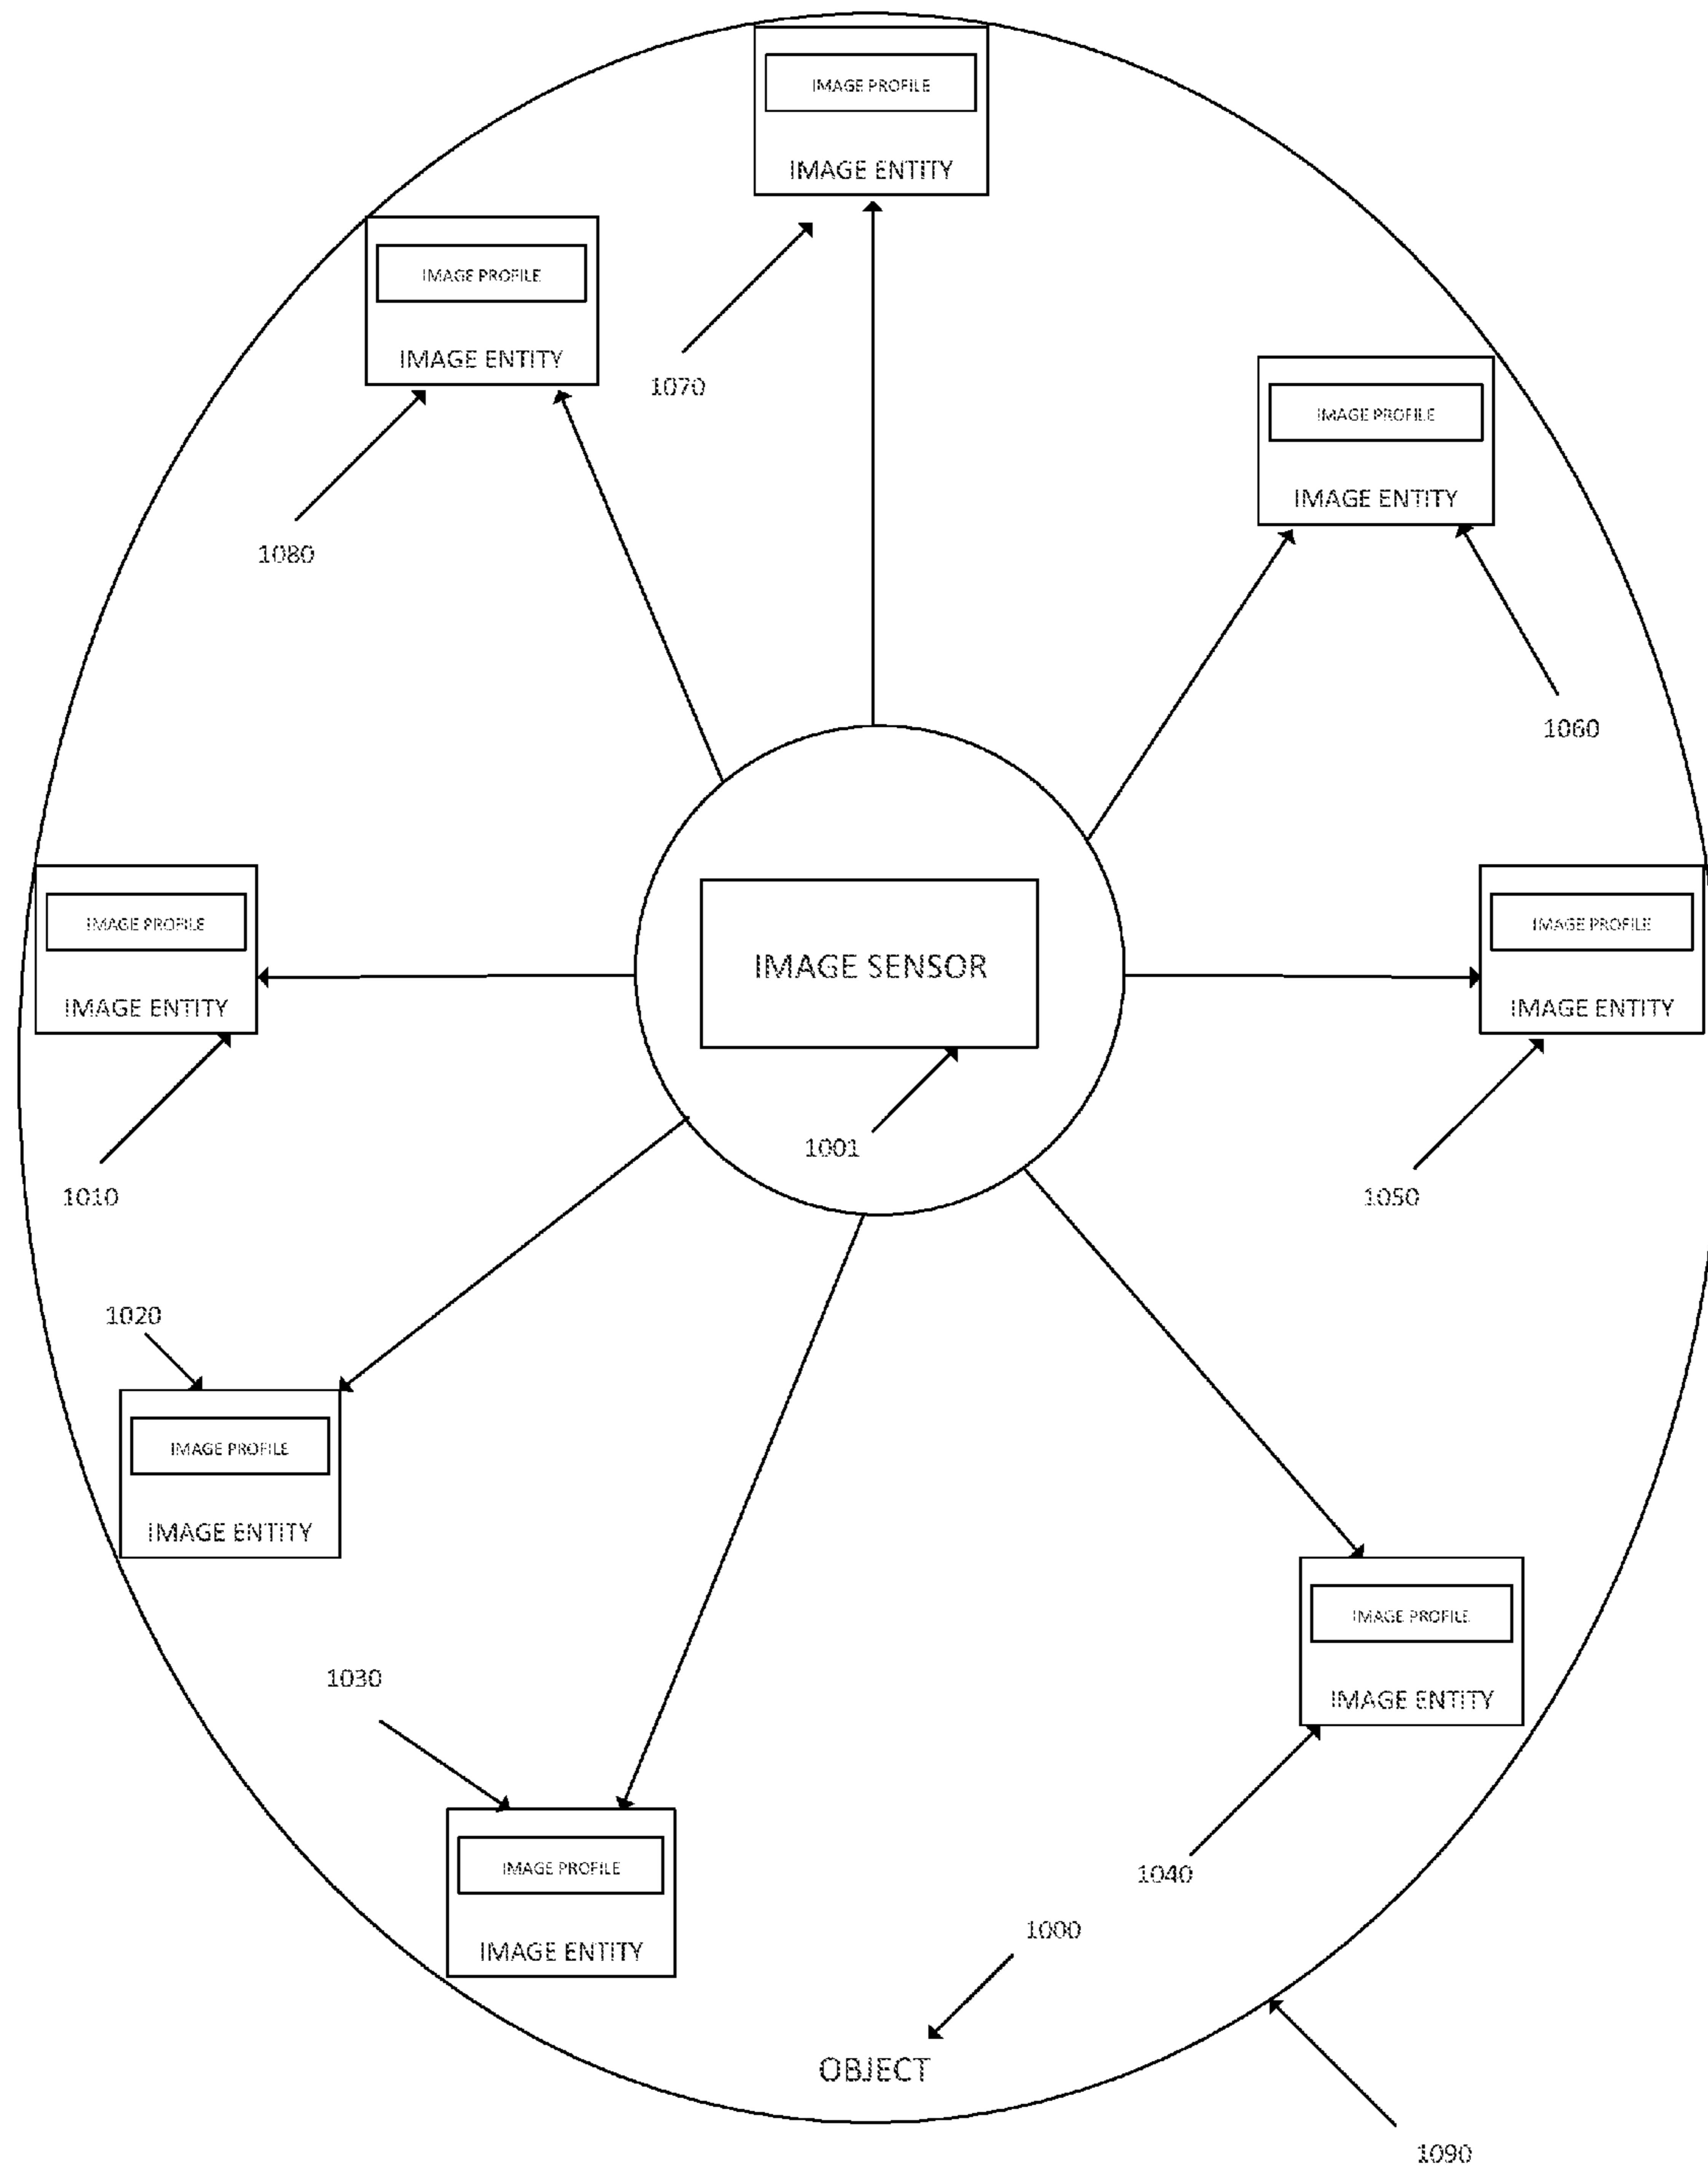 IMAGE PROFILE
IMAGE ENTITY
IMAGE PROFILE
IMAGE ENTITY
1070
IMAGE PROFILE
IMAGE ENTITY
1080
1060
IMAGE PROFILE
IMAGE ENTITY
IMAGE SENSOR
IMAGE PROFILE
IMAGE ENTITY
1001
1010
1050
1020
IMAGE PROFILE
IMAGE ENTITY
IMAGE PROFILE
IMAGE ENTITY
1030
IMAGE PROFILE
IMAGE ENTITY
1040
1000
OBJECT
1090